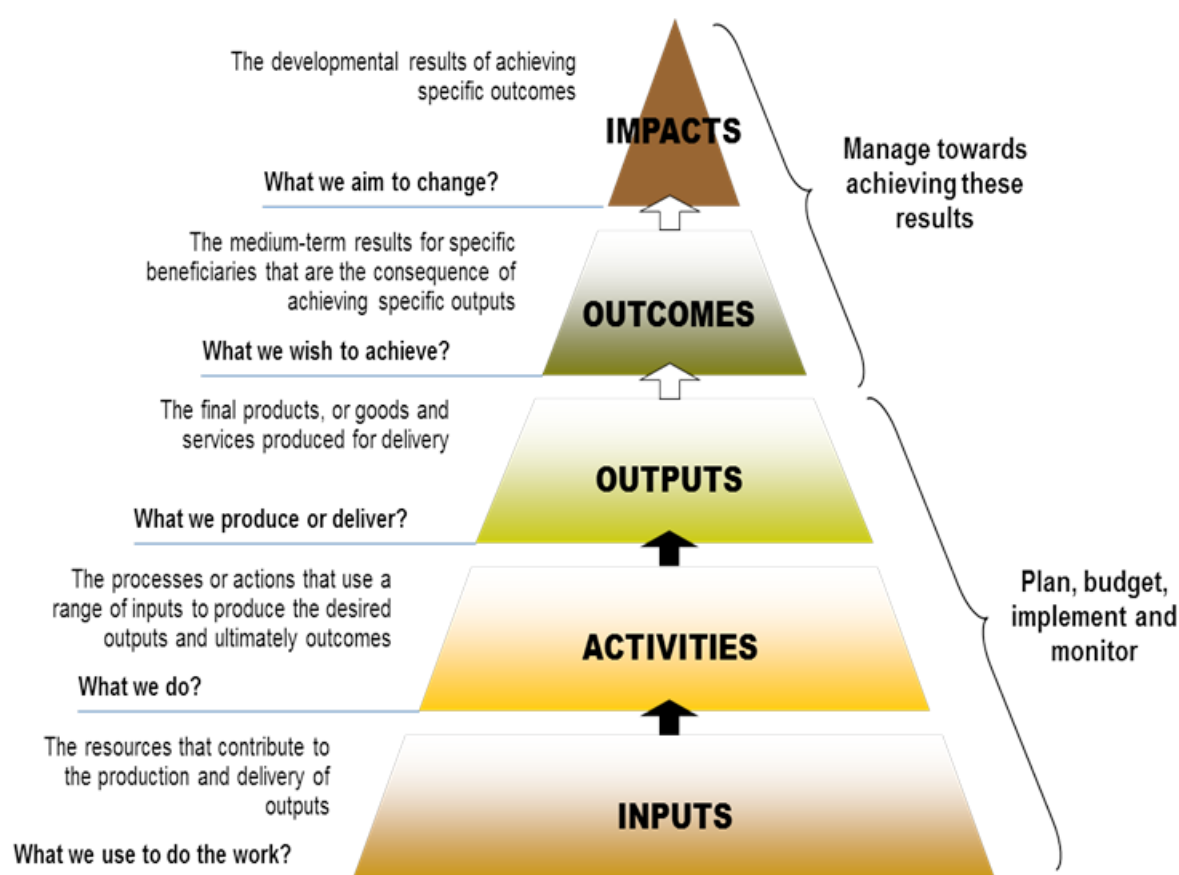 The developmental results of achieving
specific outcomes
IMPACTS
What we aim to change?
Manage towards
achieving these
results
The medium-term results for specific
beneficiaries that are the consequence of
achieving specific outputs
OUTCOMES
What we wish to achieve?
The final products, or goods and
services produced for delivery
OUTPUTS
What we produce or deliver?
The processes or actions that use a
range of inputs to produce the desired
outputs and ultimately outcomes
ACTIVITIES
What we do?
Plan, budget,
implement and
monitor
The resources that contribute to
the production and delivery of
outputs
INPUTS
What we use to do the work?